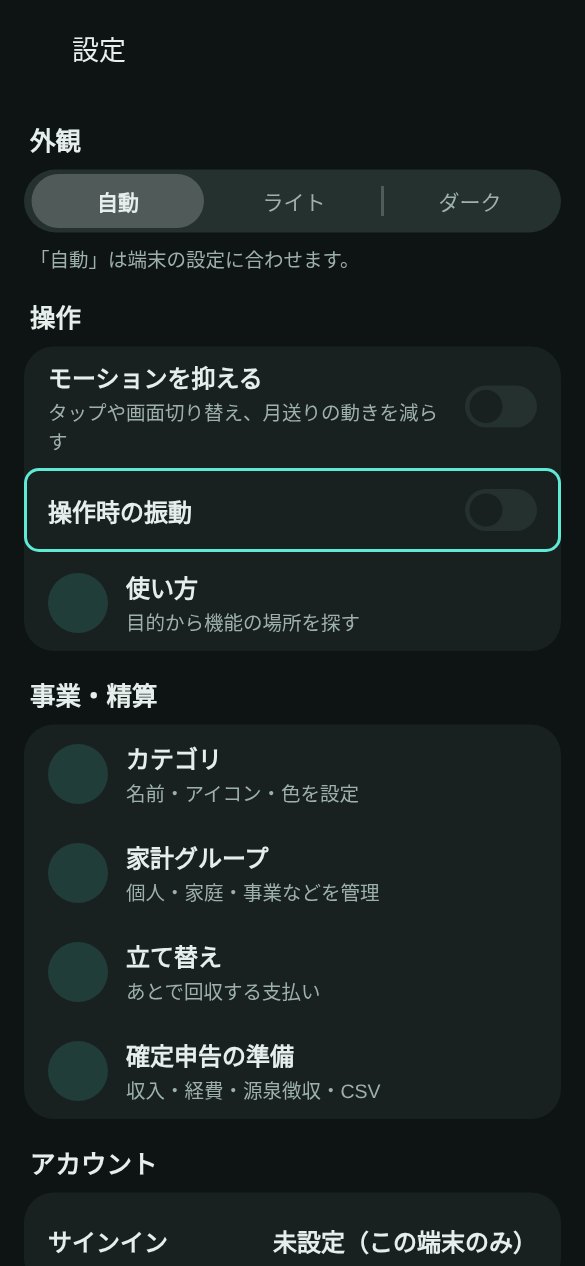 設定
外観
自動
ライト
ダーク
「自動」は端末の設定に合わせます。
操作
モーションを抑える
タップや画面切り替え、月送りの動きを減ら
す
操作時の振動
使い方
目的から機能の場所を探す
事業・精算
カテゴリ
名前・アイコン・色を設定
家計グループ
個人・家庭・事業などを管理
立て替え
あとで回収する支払い
確定申告の準備
収入・経費・源泉徴収・CSV
アカウント
サインイン
未設定（この端末のみ）